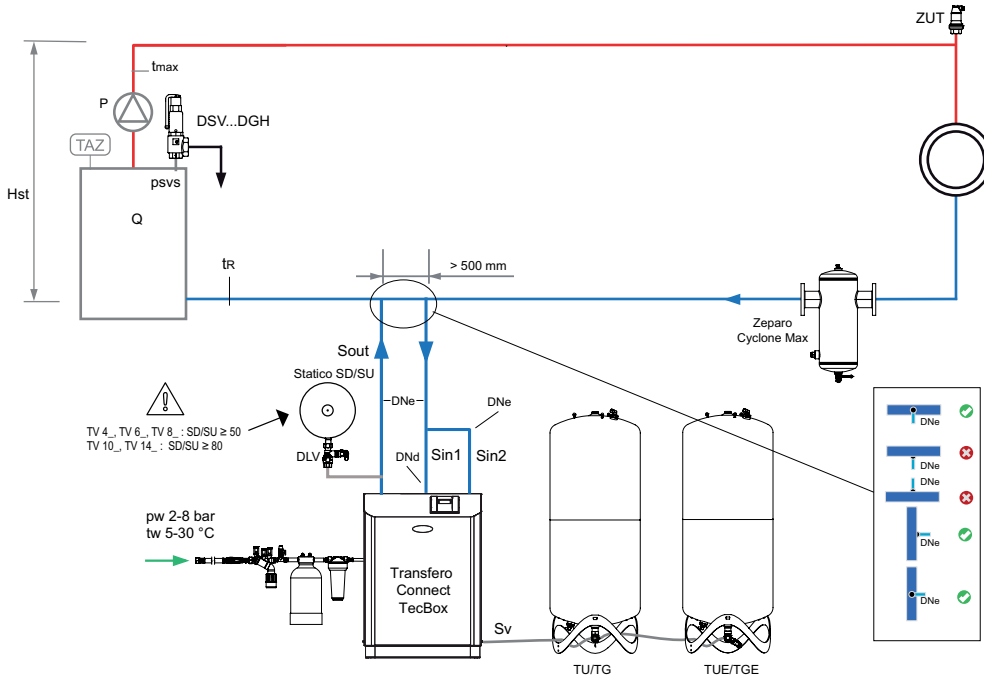 ZUT
tmax
P
DSV...DGH
TAZ
psvs
Hst
Q
tR
> 500 mm
Zeparo
Cyclone Max
Sout
Statico SD/SU
DNe
DNe
TV 4_, TV 6_, TV 8_ : SD/SU ≥ 50
TV 10_, TV 14_ : SD/SU ≥ 80
DLV
DNd
Sin1
Sin2
pw 2-8 bar
tw 5-30 °C
Transfero
Connect
TecBox
Sv
TU/TG
TUE/TGE
DNe
DNe
DNe
DNe
DNe